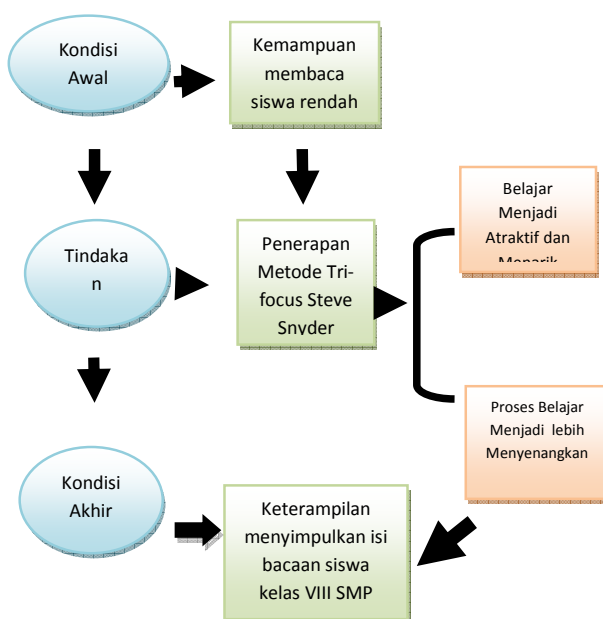 Kondisi
Awal
Kemampuan
membaca
siswa rendah
Tindaka
n
Penerapan
Metode Tri-
focus Steve
Snyder
Belajar
Menjadi
Atraktif dan
Menarik
Proses Belajar
Menjadi lebih
Menyenangkan
Kondisi
Akhir
Keterampilan
menyimpulkan isi
bacaan siswa
kelas VIII SMP